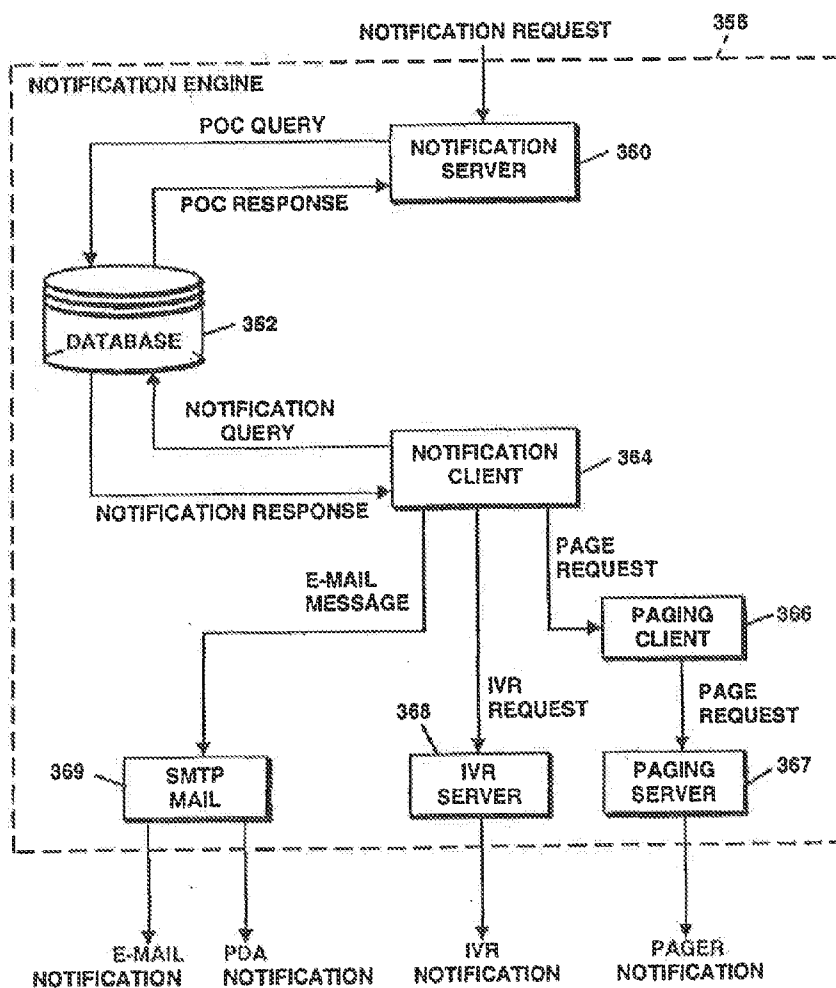 NOTIFICATION REQUEST
358
NOTIFICATION ENGINE
POC QUERY
NOTIFICATION
SERVER
360
POC RESPONSE
DATABASE
362
NOTIFICATION
QUERY
NOTIFICATION
CLIENT
364
NOTIFICATION RESPONSE
E-MAIL
MESSAGE
PAGE
REQUEST
PAGING
CLIENT
366
IVR
REQUEST
PAGE
REQUEST
369
SMTP
MAIL
368
IVR
SERVER
PAGING
SERVER
367
E-MAIL
NOTIFICATION
PDA
NOTIFICATION
IVR
NOTIFICATION
PAGER
NOTIFICATION